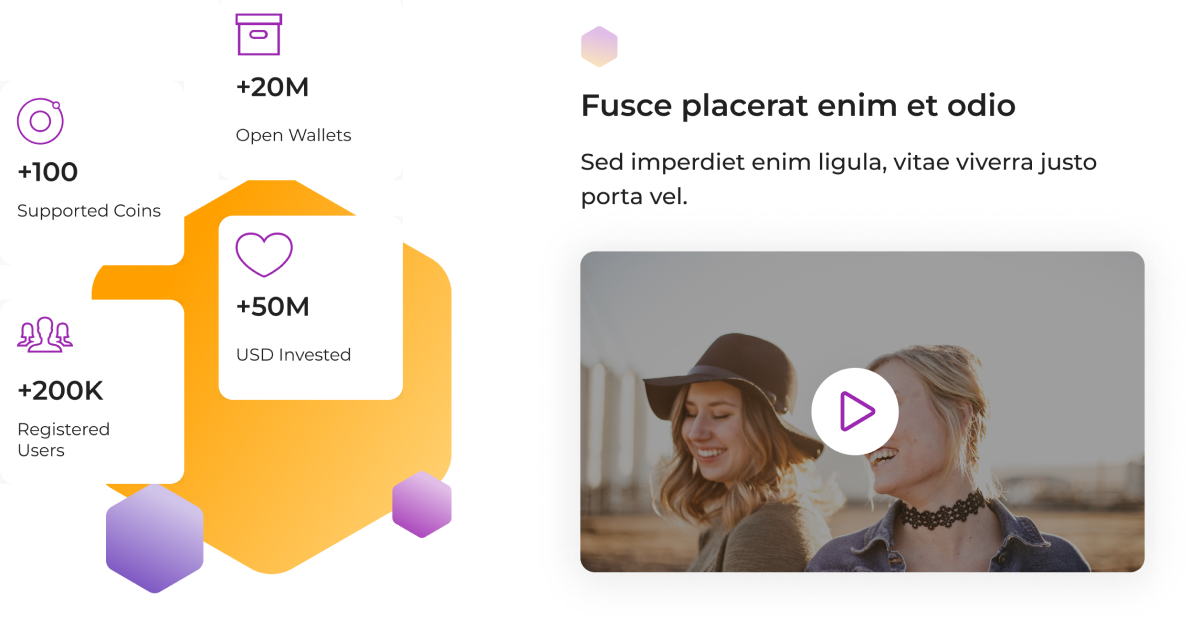 +20M
Open Wallets
+100
Supported Coins
+50M
USD Invested
+200K
Registered
Users
Fusce placerat enim et odio
Sed imperdiet enim ligula, vitae viverra justo
porta vel.